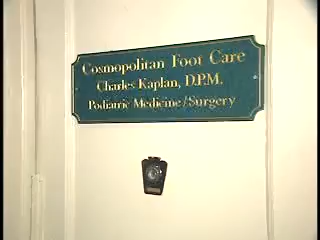 Cosmopolitan Foot Care
Charles Kaplan, D.P.M.
Podiatric Medicine/Surgery